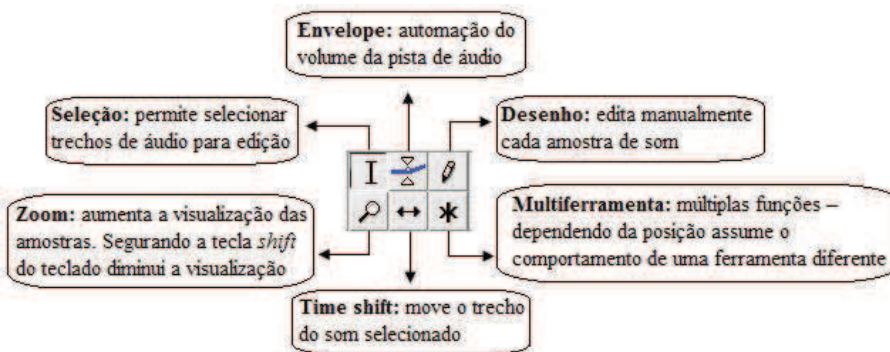 Envelope: automação do
volume da pista de áudio
Seleção: permite selecionar
trechos de áudio para edição
Desenho: edita manualmente
cada amostra de som
Zoom: aumenta a visualização das
amostras. Segurando a tecla shift
do teclado diminui a visualização
Multiferramenta: múltiplas funções –
dependendo da posição assume o
comportamento de uma ferramenta diferente
Time shift: move o trecho
do som selecionado